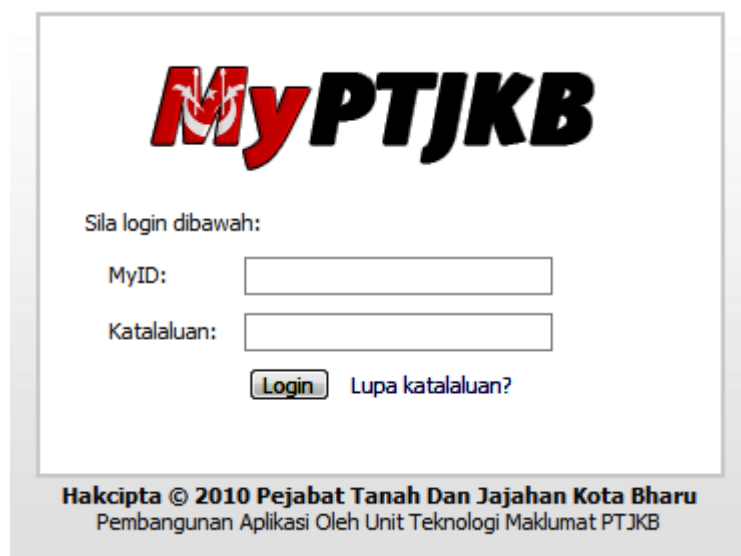 MyPTJKB
Sila login dibawah:
MyID:
Katalaluan:
Login Lupa katalaluan?
Hakcipta © 2010 Pejabat Tanah Dan Jajahan Kota Bharu
Pembangunan Aplikasi Oleh Unit Teknologi Maklumat PTJKB